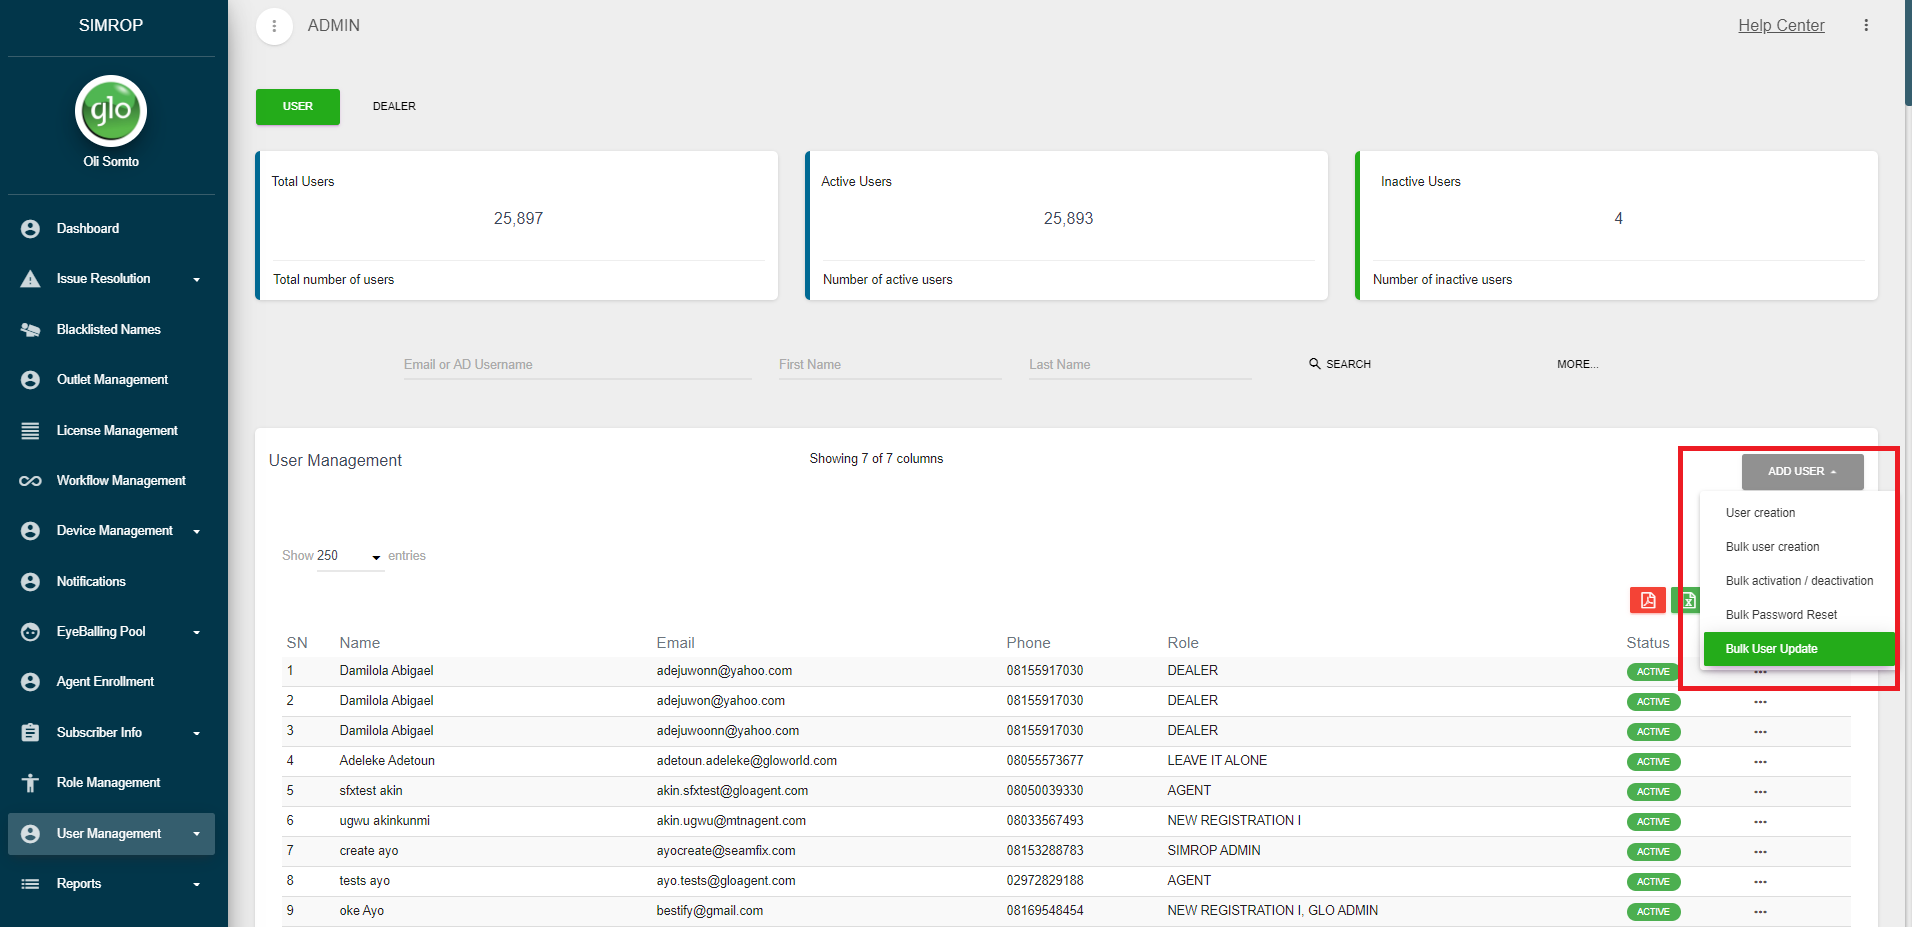 SIMROP
glo
Oli Somto
Dashboard
Issue Resolution
Blacklisted Names
Outlet Management
License Management
Workflow Management
Device Management
Notifications
EyeBalling Pool
Agent Enrollment
Subscriber Info
Role Management
User Management
Reports
ADMIN
Help Center
USER
DEALER
Total Users
25,897
Total number of users
Active Users
25,893
Number of active users
Inactive Users
4
Number of inactive users
Email or AD Username
First Name
Last Name
SEARCH
MORE...
User Management
Showing 7 of 7 columns
ADD USER
User creation
Bulk user creation
Bulk activation / deactivation
Bulk Password Reset
Bulk User Update
Show 250 entries
SN Name Email Phone Role Status
1 Damilola Abigael adejuwonn@yahoo.com 08155917030 DEALER ACTIVE ...
2 Damilola Abigael adejuwon@yahoo.com 08155917030 DEALER ACTIVE ...
3 Damilola Abigael adejuwoonn@yahoo.com 08155917030 DEALER ACTIVE ...
4 Adeleke Adetoun adetoun.adeleke@gloworld.com 08055573677 LEAVE IT ALONE ACTIVE ...
5 sfxtest akin akin.sfxtest@gloagent.com 08050039330 AGENT ACTIVE ...
6 ugwu akinkunmi akin.ugwu@mtnagent.com 08033567493 NEW REGISTRATION I ACTIVE ...
7 create ayo ayocreate@seamfix.com 08153288783 SIMROP ADMIN ACTIVE ...
8 tests ayo ayo.tests@gloagent.com 02972829188 AGENT ACTIVE ...
9 oke Ayo bestify@gmail.com 08169548454 NEW REGISTRATION I, GLO ADMIN ACTIVE ...